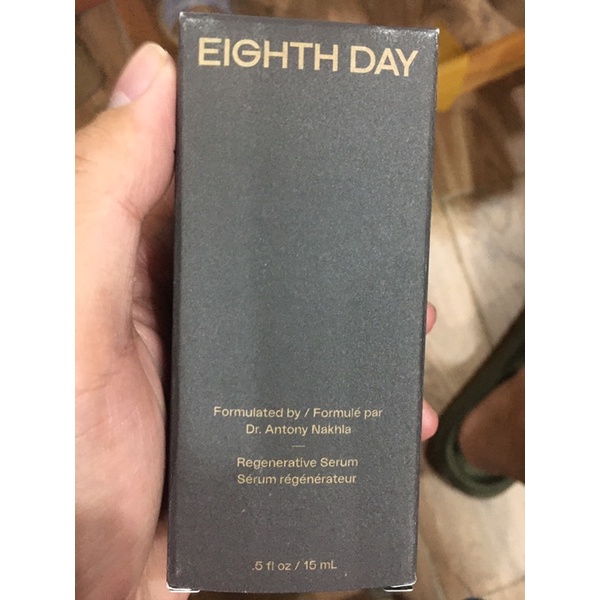 EIGHTH DAY
Formulated by / Formulé par
Dr. Antony Nakhla
Regenerative Serum
Sérum régénérateur
.5 fl oz / 15 mL